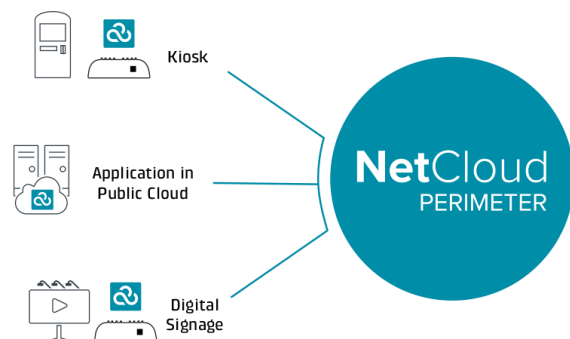 Kiosk
Application in
Public Cloud
NetCloud
PERIMETER
Digital
Signage